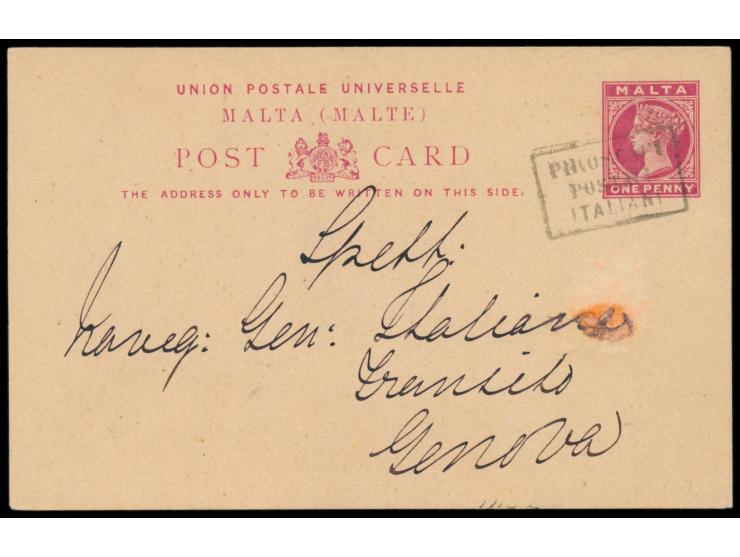 UNION POSTALE UNIVERSELLE
MALTA (MALTE)
POST CARD
THE ADDRESS ONLY TO BE WRITTEN ON THIS SIDE.
MALTA
ONE PENNY
ITALIANI
Spett.
Naveg: Gen: Italiana
Transito
Genova